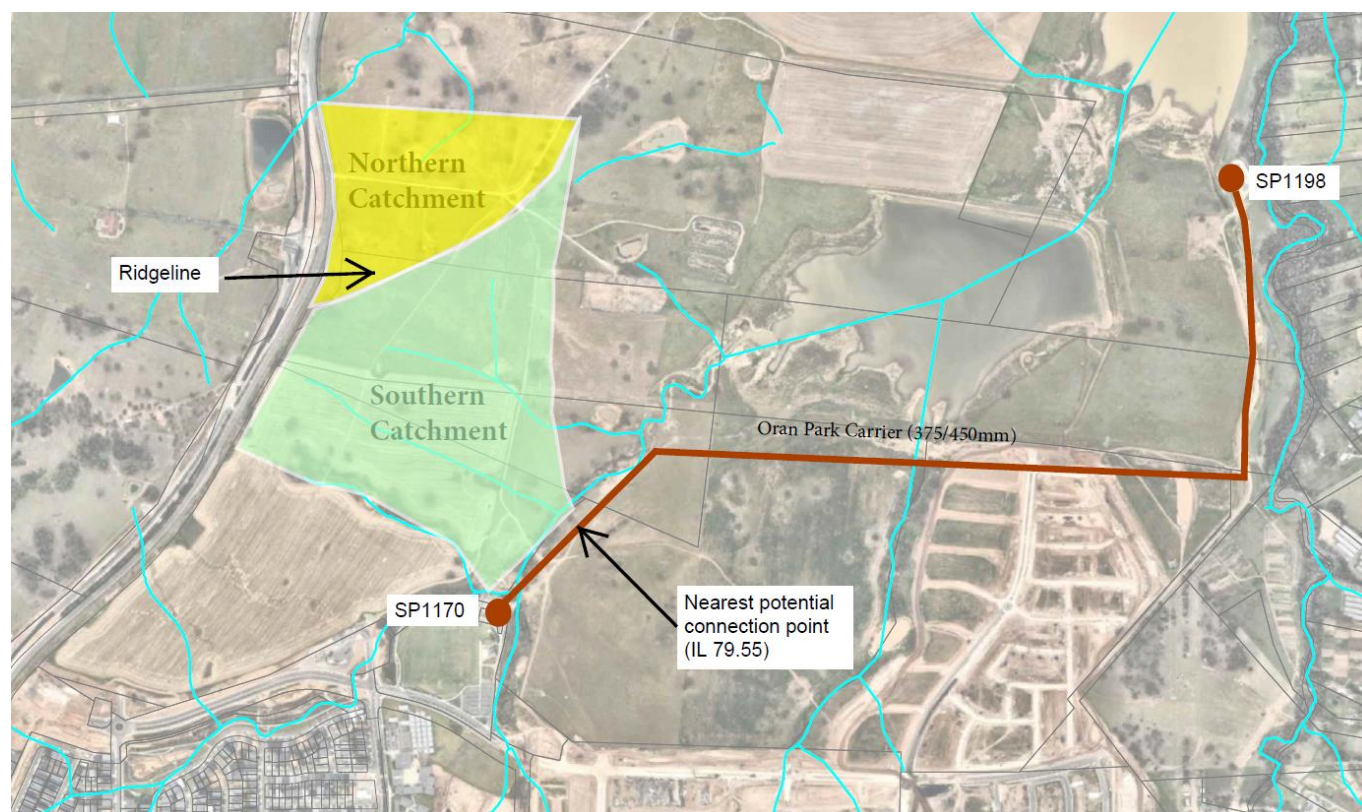 Northern
Catchment
SP1198
Ridgeline
Southern
Catchment
Oran Park Carrier (375/450mm)
SP1170
Nearest potential
connection point
(IL 79.55)